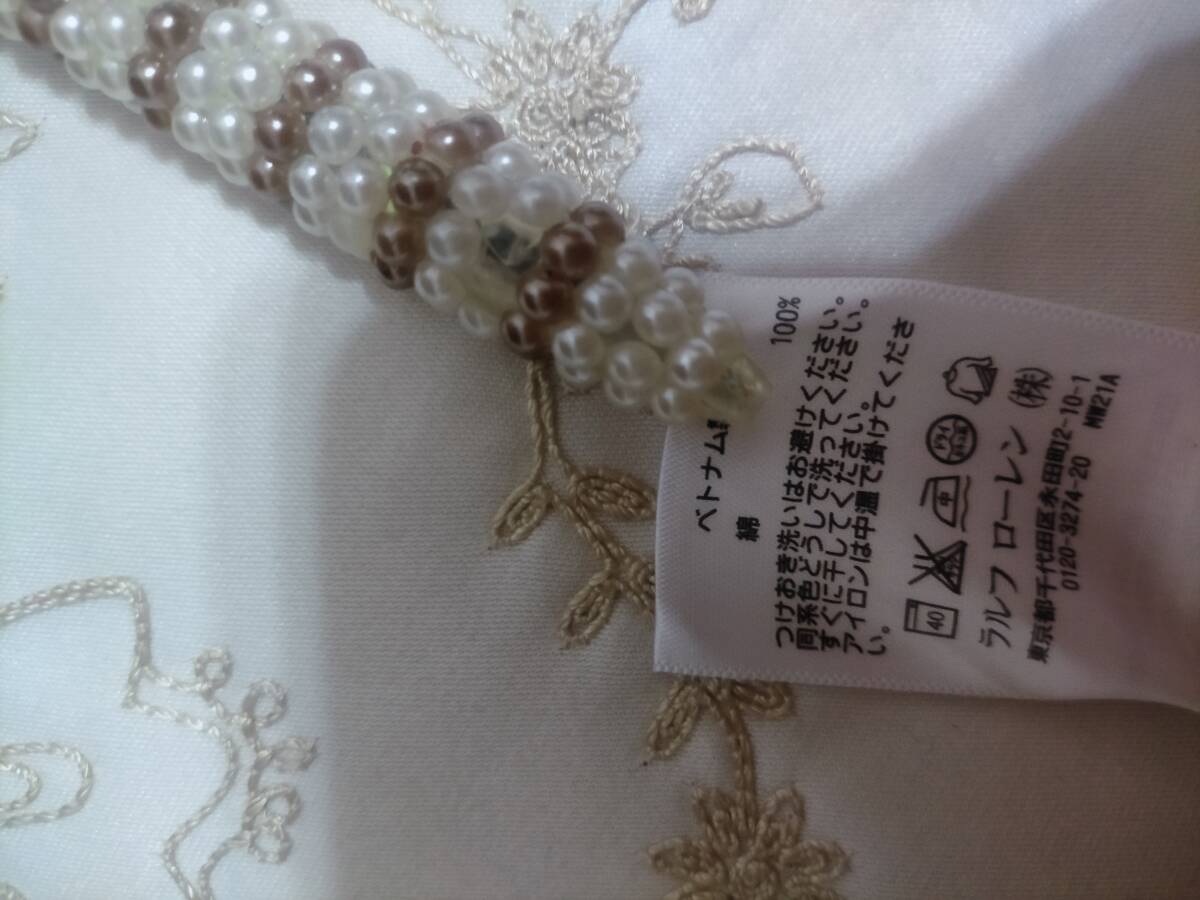 ベトナム
綿 100%
つけおき洗いはお避けください。
同系色どうしで洗ってください。
すぐに干してください。
アイロンは中温で掛けてくださ
い。
40 中 ドライ
ラルフ ローレン (株)
東京都千代田区永田町2-10-1
0120-3274-20 MW21A